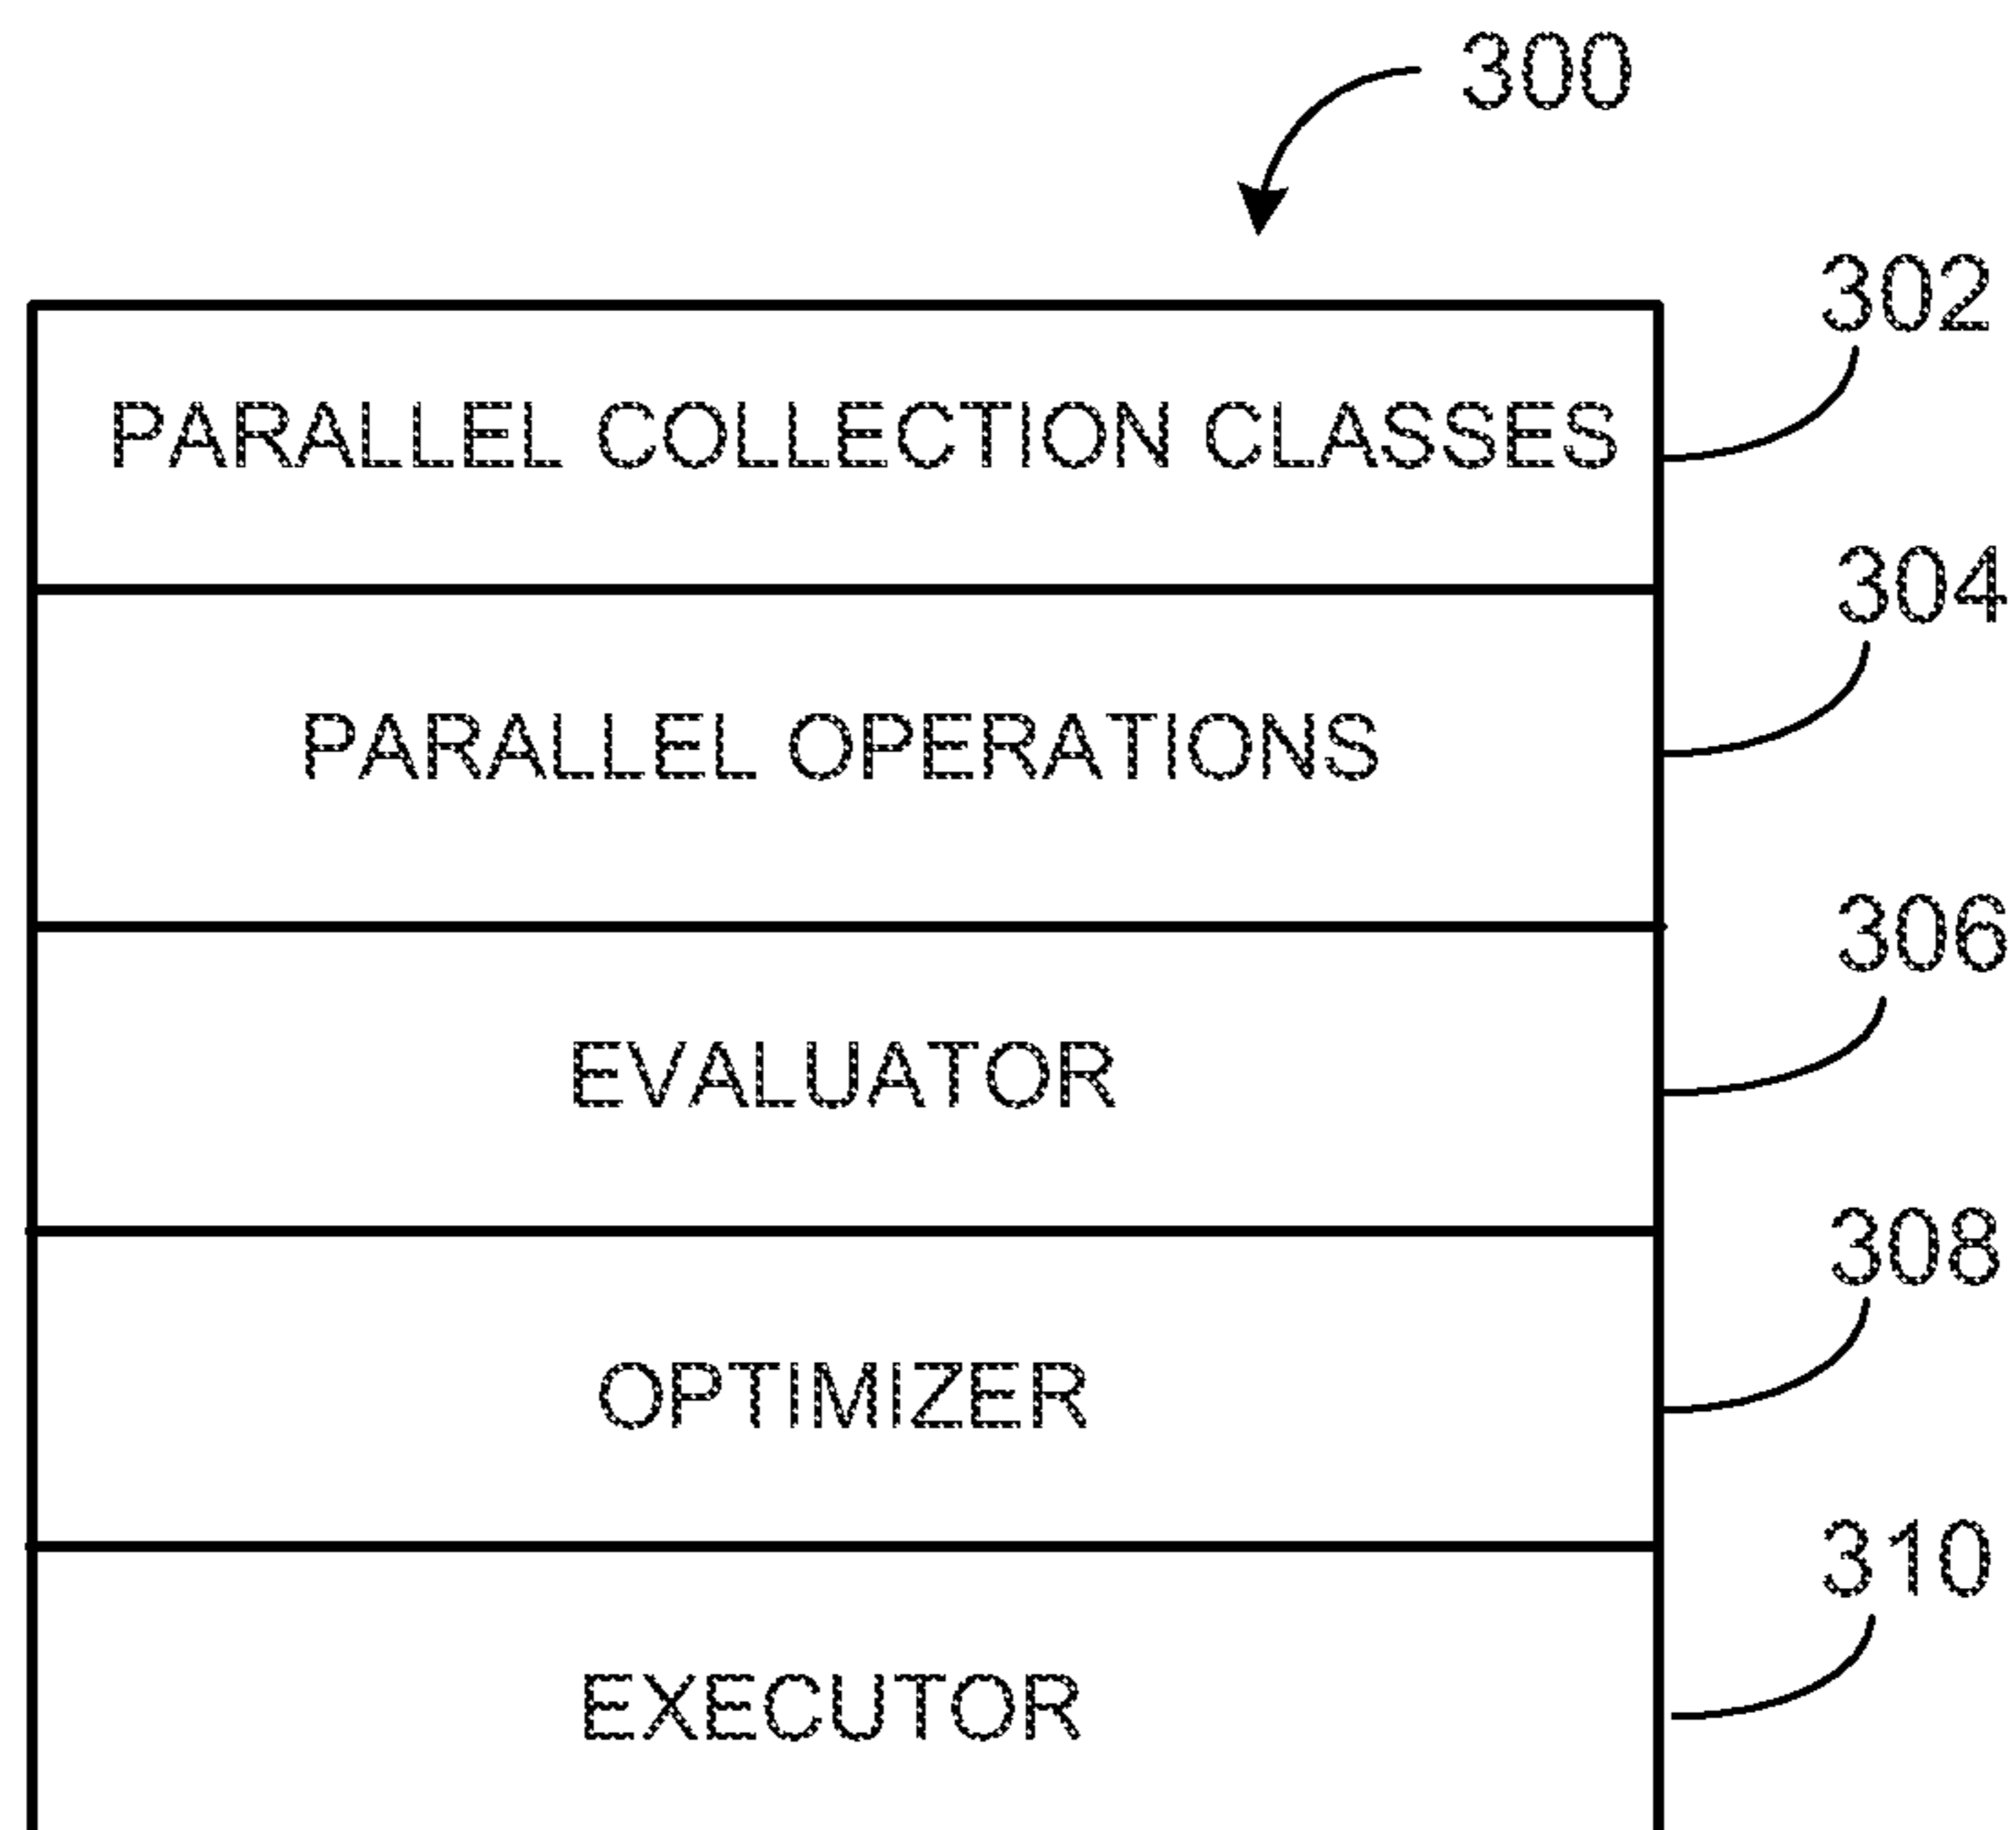 300
302
PARALLEL COLLECTION CLASSES
304
PARALLEL OPERATIONS
306
EVALUATOR
308
OPTIMIZER
310
EXECUTOR